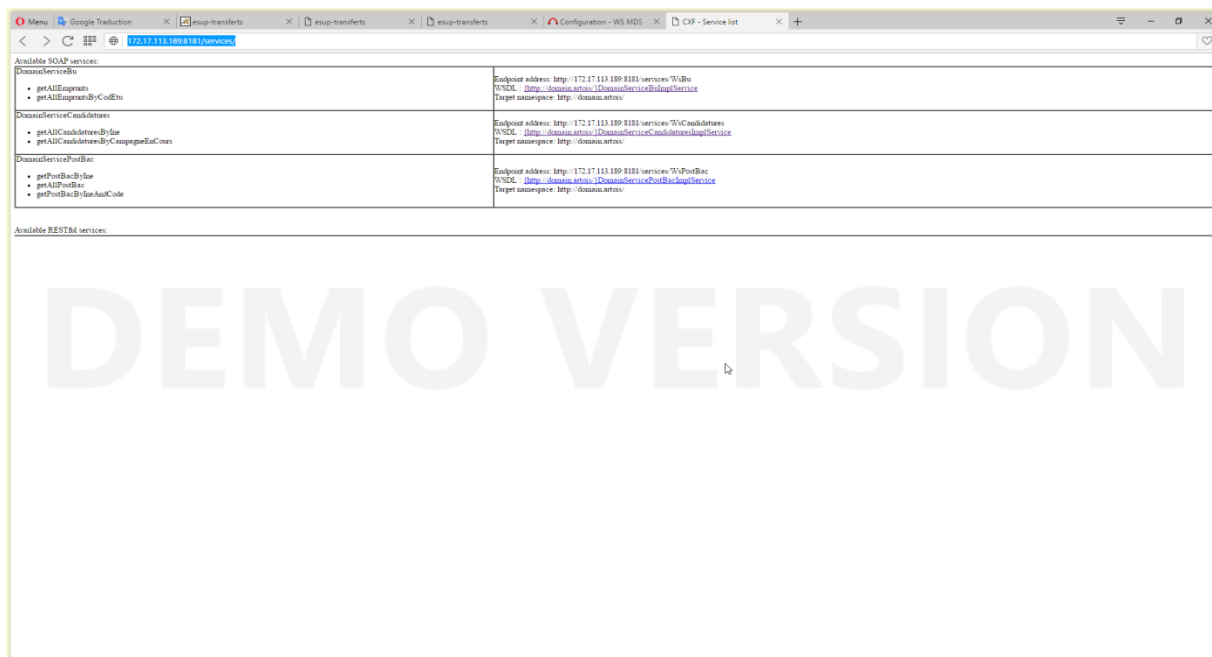 Menu
Google Traduction
esup-transferts
esup-transferts
esup-transferts
Configuration - WS MDS -
CXF - Service list
172.17.113.189:8181/services/
Available SOAP services:
DomainServiceBu
getAllEmprunts
getAllEmpruntsByCodEtu
Endpoint address: http://172.17.113.189:8181/services/WsBu
WSDL : {http://domain.artois/}DomainServiceBuImplService
Target namespace: http://domain.artois/
DomainServiceCandidatures
getAllCandidaturesByIne
getAllCandidaturesByCampagneEnCours
Endpoint address: http://172.17.113.189:8181/services/WsCandidatures
WSDL : {http://domain.artois/}DomainServiceCandidaturesImplService
Target namespace: http://domain.artois/
DomainServicePostBac
getPostBacByIne
getAllPostBac
getPostBacByIneAndCode
Endpoint address: http://172.17.113.189:8181/services/WsPostBac
WSDL : {http://domain.artois/}DomainServicePostBacImplService
Target namespace: http://domain.artois/
Available RESTful services:
DEMO VERSION